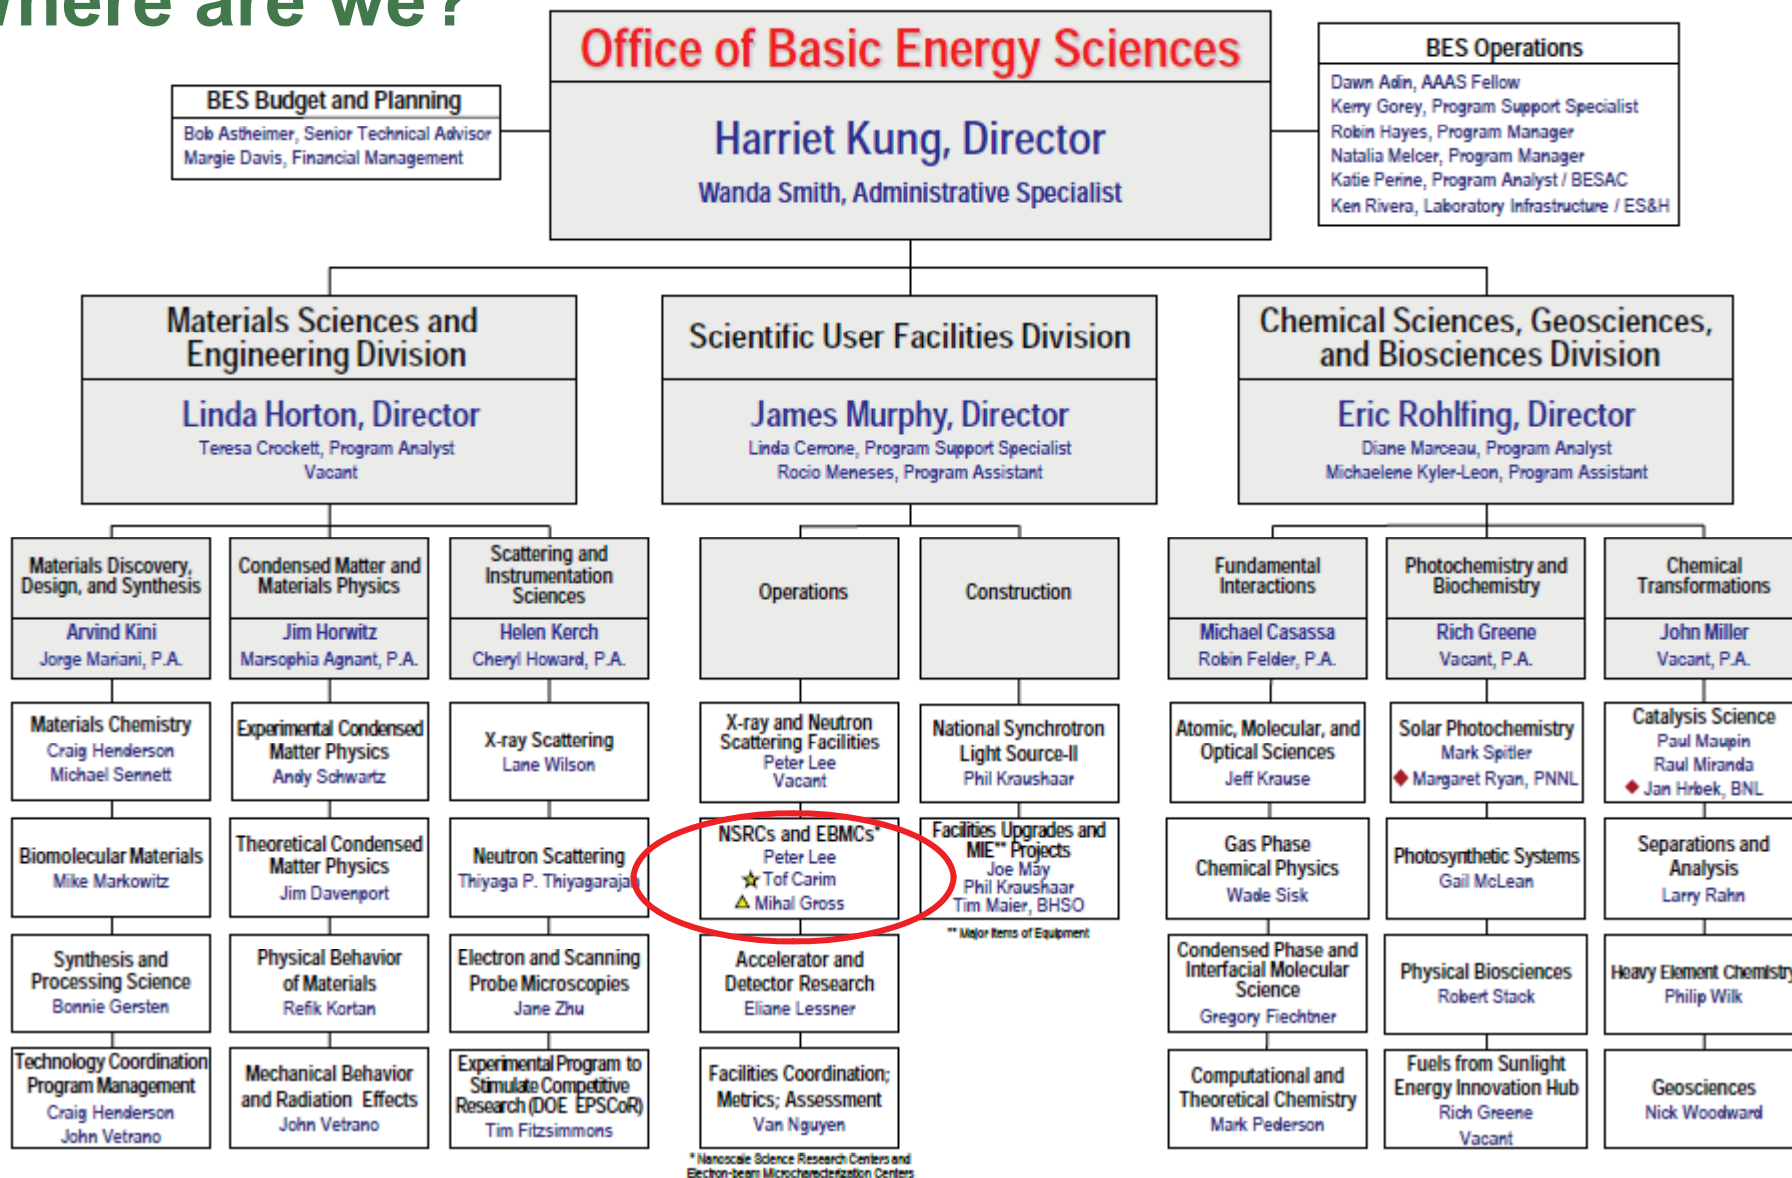 Where are we?
Office of Basic Energy Sciences
Harriet Kung, Director
Wanda Smith, Administrative Specialist
BES Budget and Planning
Bob Astheimer, Senior Technical Advisor
Margie Davis, Financial Management
BES Operations
Dawn Adin, AAAS Fellow
Kerry Gorey, Program Support Specialist
Robin Hayes, Program Manager
Natalia Melcer, Program Manager
Katie Perine, Program Analyst / BESAC
Ken Rivera, Laboratory Infrastructure / ES&H
Materials Sciences and
Engineering Division
Linda Horton, Director
Teresa Crockett, Program Analyst
Vacant
Scientific User Facilities Division
James Murphy, Director
Linda Cerrone, Program Support Specialist
Rocio Meneses, Program Assistant
Chemical Sciences, Geosciences,
and Biosciences Division
Eric Rohlfing, Director
Diane Marceau, Program Analyst
Michaelene Kyler-Leon, Program Assistant
Materials Discovery,
Design, and Synthesis
Arvind Kini
Jorge Mariani, P.A.
Materials Chemistry
Craig Henderson
Michael Sennett
Biomolecular Materials
Mike Markowitz
Synthesis and
Processing Science
Bonnie Gersten
Technology Coordination
Program Management
Craig Henderson
John Vetrano
Condensed Matter and
Materials Physics
Jim Horwitz
Marsophia Agnant, P.A.
Experimental Condensed
Matter Physics
Andy Schwartz
Theoretical Condensed
Matter Physics
Jim Davenport
Physical Behavior
of Materials
Refik Kortan
Mechanical Behavior
and Radiation Effects
John Vetrano
Scattering and
Instrumentation
Sciences
Helen Kerch
Cheryl Howard, P.A.
X-ray Scattering
Lane Wilson
Neutron Scattering
Thiyaga P. Thiyagarajan
Electron and Scanning
Probe Microscopies
Jane Zhu
Experimental Program to
Stimulate Competitive
Research (DOE EPSCoR)
Tim Fitzsimmons
Operations
X-ray and Neutron
Scattering Facilities
Peter Lee
Vacant
NSRCs and EBMCs*
Peter Lee
Tof Carim
Mihal Gross
Accelerator and
Detector Research
Eliane Lessner
Facilities Coordination;
Metrics; Assessment
Van Nguyen
* Nanoscale Science Research Centers and
Electron-beam Microcharacterization Centers
Construction
National Synchrotron
Light Source-II
Phil Kraushaar
Facilities Upgrades and
MIE** Projects
Joe May
Phil Kraushaar
Tim Maier, BHSO
** Major Items of Equipment
Fundamental
Interactions
Michael Casassa
Robin Felder, P.A.
Atomic, Molecular, and
Optical Sciences
Jeff Krause
Gas Phase
Chemical Physics
Wade Sisk
Condensed Phase and
Interfacial Molecular
Science
Gregory Fiechtner
Computational and
Theoretical Chemistry
Mark Pederson
Photochemistry and
Biochemistry
Rich Greene
Vacant, P.A.
Solar Photochemistry
Mark Spitler
Margaret Ryan, PNNL
Photosynthetic Systems
Gail McLean
Physical Biosciences
Robert Stack
Fuels from Sunlight
Energy Innovation Hub
Rich Greene
Vacant
Chemical
Transformations
John Miller
Vacant, P.A.
Catalysis Science
Paul Maupin
Raul Miranda
Jan Hrbek, BNL
Separations and
Analysis
Larry Rahn
Heavy Element Chemistry
Philip Wilk
Geosciences
Nick Woodward